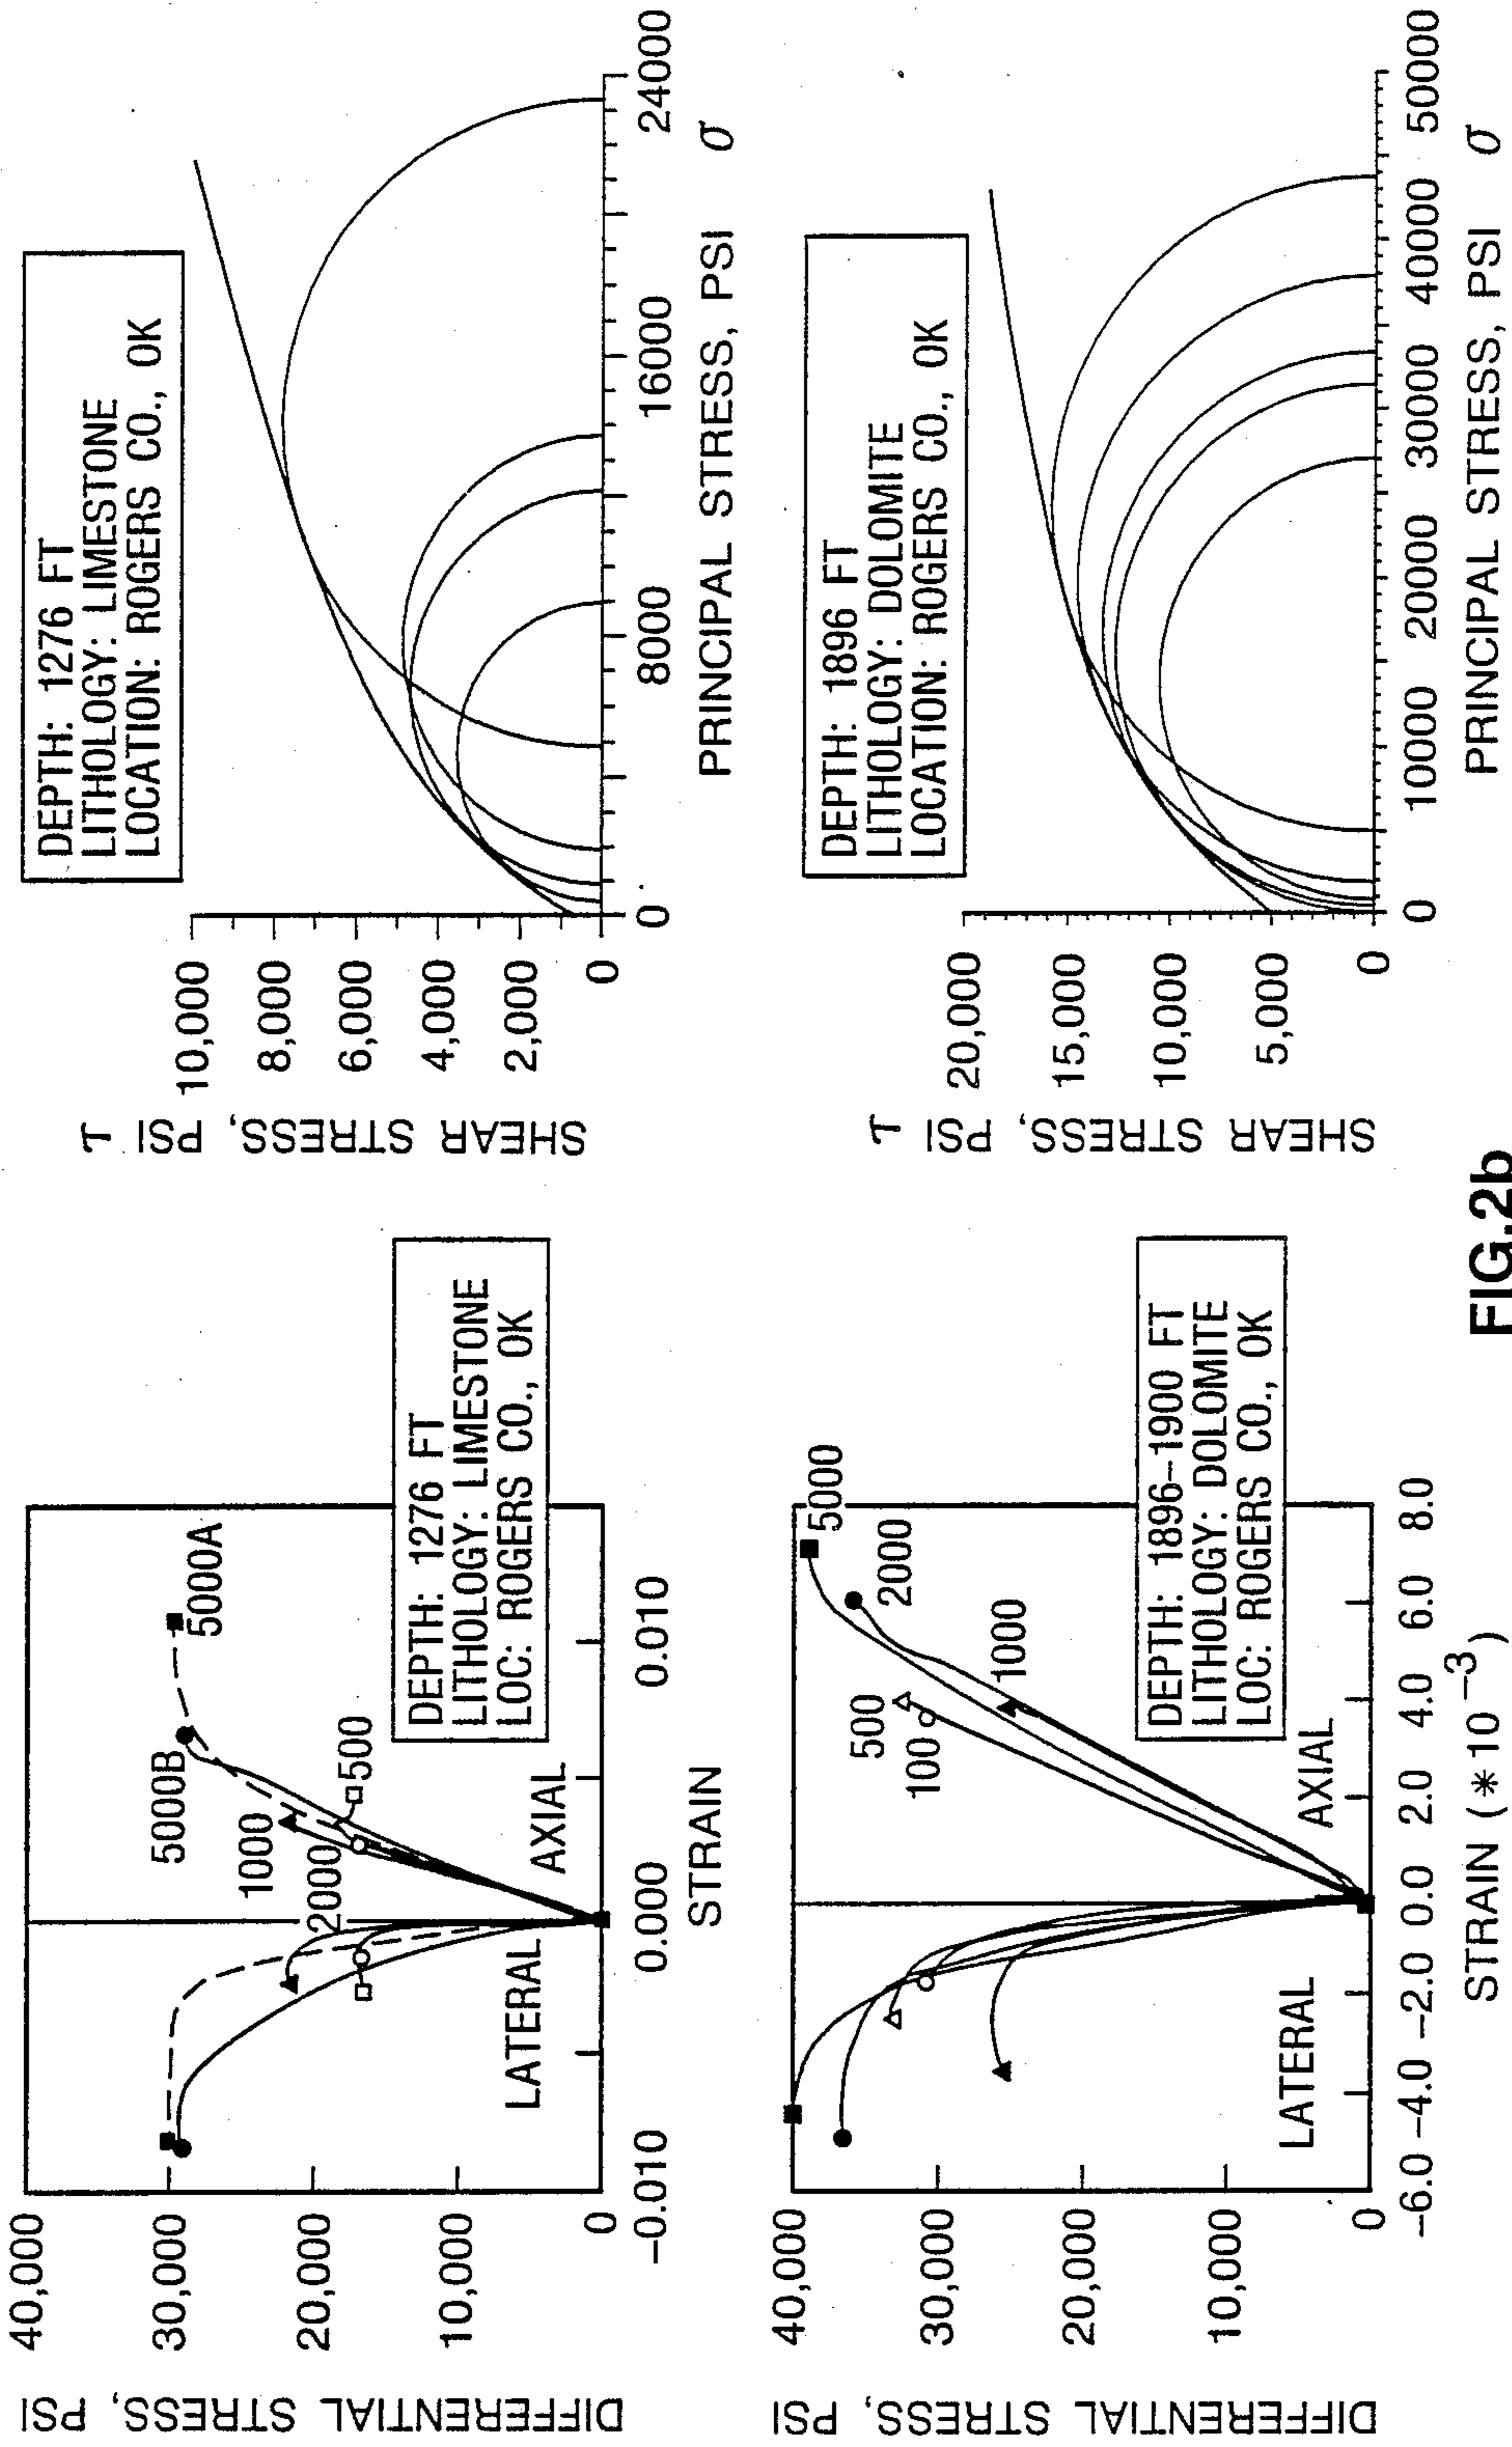 40,000
30,000
20,000
10,000
0
DIFFERENTIAL STRESS, PSI
5000B
5000A
1000
2000
500
LATERAL
AXIAL
DEPTH: 1276 FT
LITHOLOGY: LIMESTONE
LOC: ROGERS CO., OK
-0.010
0.000
0.010
STRAIN
SHEAR STRESS, PSI τ
10,000
8,000
6,000
4,000
2,000
0
DEPTH: 1276 FT
LITHOLOGY: LIMESTONE
LOCATION: ROGERS CO., OK
0
8000
16000
24000
PRINCIPAL STRESS, PSI σ
40,000
30,000
20,000
10,000
0
DIFFERENTIAL STRESS, PSI
5000
2000
500
100
1000
LATERAL
AXIAL
DEPTH: 1896-1900 FT
LITHOLOGY: DOLOMITE
LOC: ROGERS CO., OK
-6.0
-4.0
-2.0
0.0
2.0
4.0
6.0
8.0
STRAIN (*10⁻³)
SHEAR STRESS, PSI τ
20,000
15,000
10,000
5,000
0
DEPTH: 1896 FT
LITHOLOGY: DOLOMITE
LOCATION: ROGERS CO., OK
0
10000
20000
30000
40000
50000
PRINCIPAL STRESS, PSI σ
FIG.2b